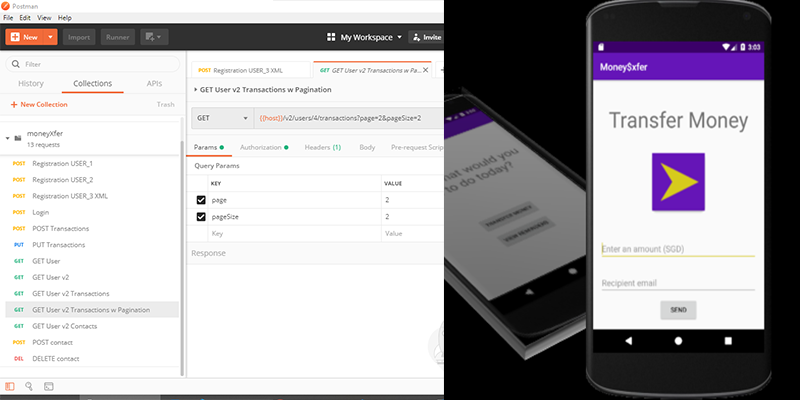 Postman
File Edit View Help
New Import Runner My Workspace Invite
Filter
History Collections APIs
+ New Collection Trash
moneyXfer
13 requests
POST Registration USER_1
POST Registration USER_2
POST Registration USER_3 XML
POST Login
POST POST Transactions
PUT PUT Transactions
GET GET User
GET GET User v2
GET GET User v2 Transactions
GET GET User v2 Transactions w Pagination
GET GET User v2 Contacts
POST POST contact
DEL DELETE contact
POST Registration USER_3 XML GET GET User v2 Transactions w Pa...
GET User v2 Transactions w Pagination
GET {{host}}/v2/users/4/transactions?page=2&pageSize=2
Params Authorization Headers (1) Body Pre-request Scrip
Query Params
KEY VALUE
page 2
pageSize 2
Key Value
Response
What would you
to do today?
TRANSFER MONEY
VIEW REMINDERS
3:03
Money$xfer
Transfer Money
Enter an amount (SGD)
Recipient email
SEND